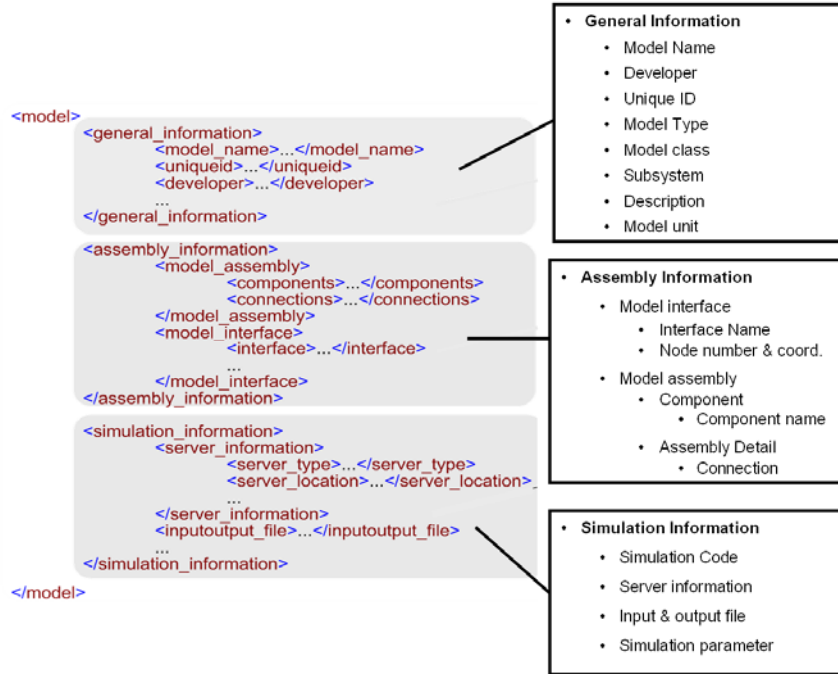 <model>
<general_information>
<model_name>...</model_name>
<uniqueid>...</uniqueid>
<developer>...</developer>
...
</general_information>
<assembly_information>
<model_assembly>
<components>...</components>
<connections>...</connections>
</model_assembly>
<model_interface>
<interface>...</interface>
...
</model_interface>
</assembly_information>
<simulation_information>
<server_information>
<server_type>...</server_type>
<server_location>...</server_location>
...
</server_information>
<inputoutput_file>...</inputoutput_file>
...
</simulation_information>
</model>
• General Information
• Model Name
• Developer
• Unique ID
• Model Type
• Model class
• Subsystem
• Description
• Model unit
• Assembly Information
• Model interface
• Interface Name
• Node number & coord.
• Model assembly
• Component
• Component name
• Assembly Detail
• Connection
• Simulation Information
• Simulation Code
• Server information
• Input & output file
• Simulation parameter